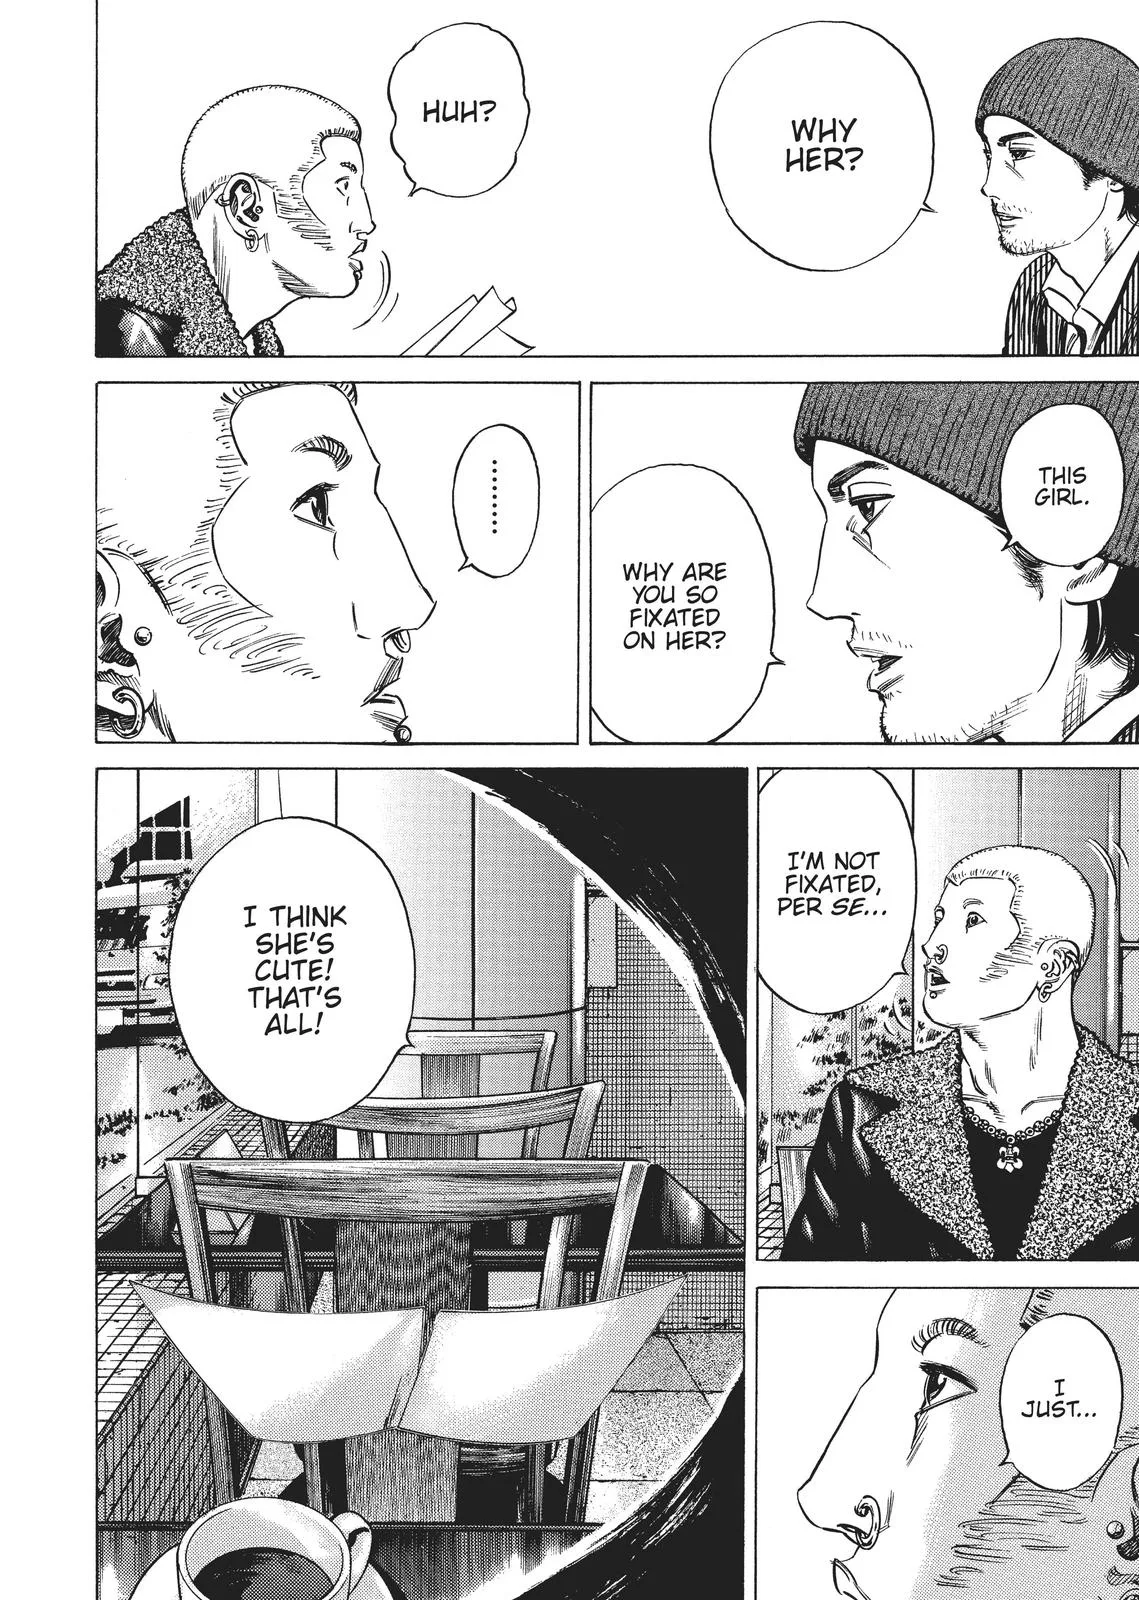 WHY
HER?
HUH?
THIS
GIRL.
WHY ARE
YOU SO
FIXATED
ON HER?
........
I'M NOT
FIXATED,
PER SE...
I
JUST...
I THINK
SHE'S
CUTE!
THAT'S
ALL!